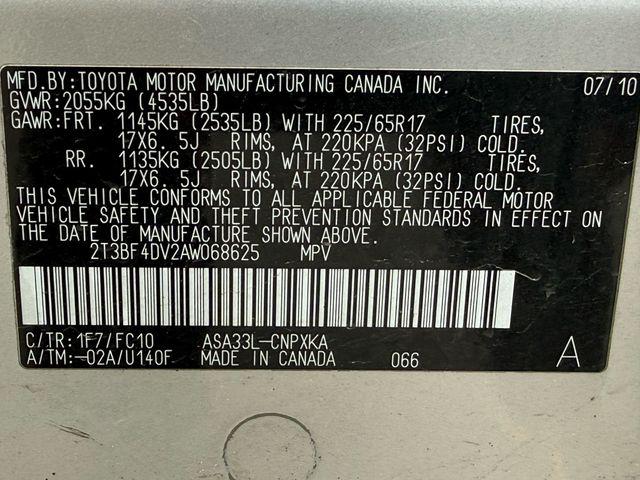 MFD.BY:TOYOTA MOTOR MANUFACTURING CANADA INC. 07/10
GVWR:2055KG (4535LB)
GAWR:FRT. 1145KG (2535LB) WITH 225/65R17 TIRES,
17X6.5J RIMS, AT 220KPA (32PSI) COLD.
RR. 1135KG (2505LB) WITH 225/65R17 TIRES,
17X6.5J RIMS, AT 220KPA (32PSI) COLD.
THIS VEHICLE CONFORMS TO ALL APPLICABLE FEDERAL MOTOR
VEHICLE SAFETY AND THEFT PREVENTION STANDARDS IN EFFECT ON
THE DATE OF MANUFACTURE SHOWN ABOVE.
2T3BF4DV2AW068625 MPV
C/TR:1F7/FC10 ASA33L-CNPXKA
A/TM:-02A/U140F MADE IN CANADA 066 A